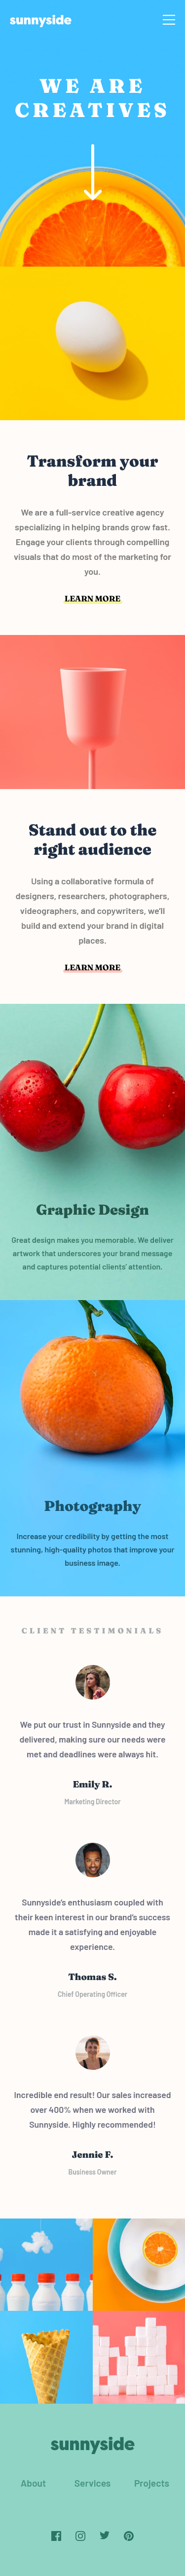 sunnyside
WE ARE
CREATIVES
Transform your
brand
We are a full-service creative agency
specializing in helping brands grow fast.
Engage your clients through compelling
visuals that do most of the marketing for
you.
LEARN MORE
Stand out to the
right audience
Using a collaborative formula of
designers, researchers, photographers,
videographers, and copywriters, we'll
build and extend your brand in digital
places.
LEARN MORE
Graphic Design
Great design makes you memorable. We deliver
artwork that underscores your brand message
and captures potential clients' attention.
Photography
Increase your credibility by getting the most
stunning, high-quality photos that improve your
business image.
CLIENT TESTIMONIALS
We put our trust in Sunnyside and they
delivered, making sure our needs were
met and deadlines were always hit.
Emily R.
Marketing Director
Sunnyside's enthusiasm coupled with
their keen interest in our brand's success
made it a satisfying and enjoyable
experience.
Thomas S.
Chief Operating Officer
Incredible end result! Our sales increased
over 400% when we worked with
Sunnyside. Highly recommended!
Jennie F.
Business Owner
sunnyside
About Services Projects